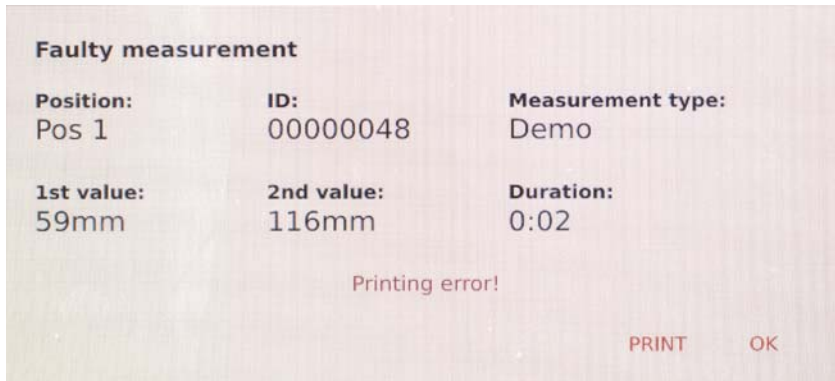 Faulty measurement
Position: ID: Measurement type:
Pos 1 00000048 Demo
1st value: 2nd value: Duration:
59mm 116mm 0:02
Printing error!
PRINT OK